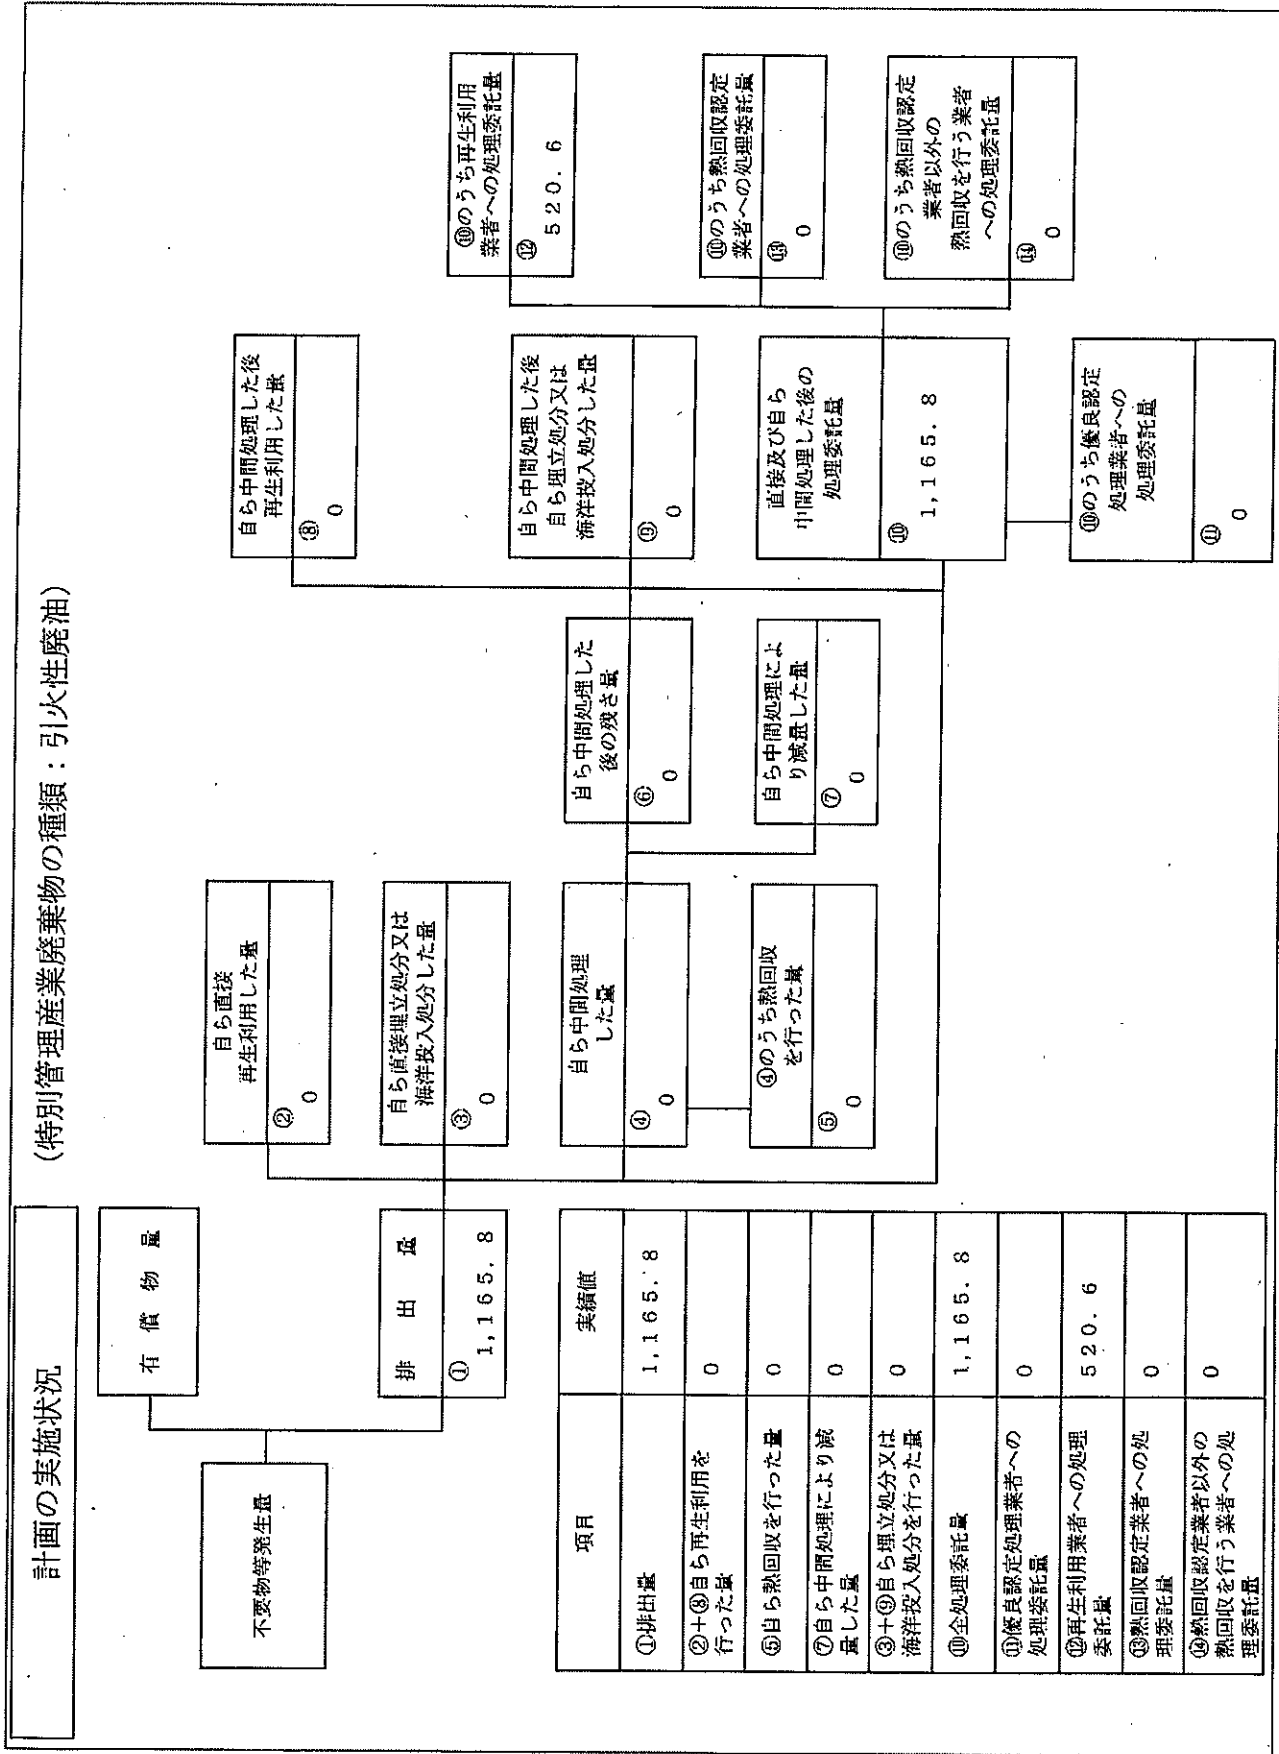 計画の実施状況
(特別管理産業廃棄物の種類:引火性廃油)
不要物等発生量
有償物量
排出量
① 1,165.8
自ら直接
再生利用した量
② 0
自ら直接埋立処分又は
海洋投入処分した量
③ 0
自ら中間処理
した量
④ 0
④のうち熱回収
を行った量
⑤ 0
自ら中間処理した
後の残さ量
⑥ 0
自ら中間処理によ
り減量した量
⑦ 0
自ら中間処理した後
再生利用した量
⑧ 0
自ら中間処理した後
自ら埋立処分又は
海洋投入処分した量
⑨ 0
直接及び自ら
中間処理した後の
処理委託量
⑩ 1,165.8
⑩のうち優良認定
処理業者への
処理委託量
⑪ 0
⑩のうち再生利用
業者への処理委託量
⑫ 520.6
⑩のうち熱回収認定
業者への処理委託量
⑬ 0
⑩のうち熱回収認定
業者以外の
熱回収を行う業者
への処理委託量
⑭ 0
項目 実績値
①排出量 1,165.8
②+⑧自ら再生利用を
行った量 0
⑤自ら熱回収を行った量 0
⑦自ら中間処理により減
量した量 0
③+⑨自ら埋立処分又は
海洋投入処分を行った量 0
⑩全処理委託量 1,165.8
⑪優良認定処理業者への
処理委託量 0
⑫再生利用業者への処理
委託量 520.6
⑬熱回収認定業者への処
理委託量 0
⑭熱回収認定業者以外の
熱回収を行う業者への処
理委託量 0